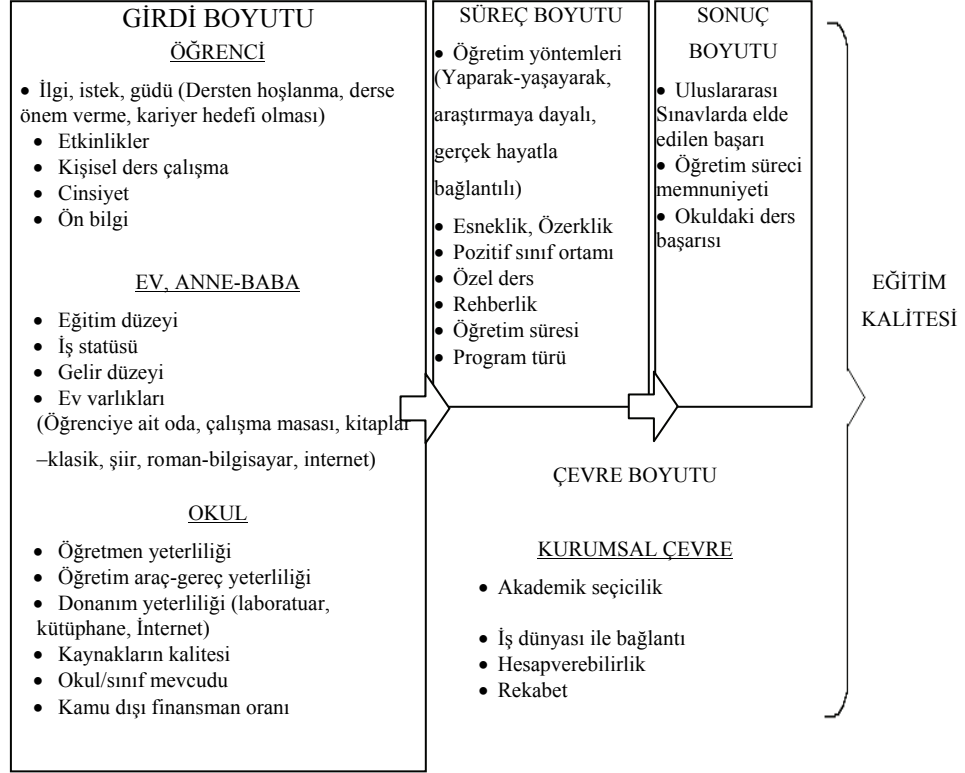 GİRDİ BOYUTU
ÖĞRENCİ
• İlgi, istek, güdü (Dersten hoşlanma, derse
önem verme, kariyer hedefi olması)
• Etkinlikler
• Kişisel ders çalışma
• Cinsiyet
• Ön bilgi
EV, ANNE-BABA
• Eğitim düzeyi
• İş statüsü
• Gelir düzeyi
• Ev varlıkları
(Öğrenciye ait oda, çalışma masası, kitaplar
–klasik, şiir, roman-bilgisayar, internet)
OKUL
• Öğretmen yeterliliği
• Öğretim araç-gereç yeterliliği
• Donanım yeterliliği (laboratuar,
kütüphane, İnternet)
• Kaynakların kalitesi
• Okul/sınıf mevcudu
• Kamu dışı finansman oranı
SÜREÇ BOYUTU
• Öğretim yöntemleri
(Yaparak-yaşayarak,
araştırmaya dayalı,
gerçek hayatla
bağlantılı)
• Esneklik, Özerklik
• Pozitif sınıf ortamı
• Özel ders
• Rehberlik
• Öğretim süresi
• Program türü
SONUÇ
BOYUTU
• Uluslararası
Sınavlarda elde
edilen başarı
• Öğretim süreci
memnuniyeti
• Okuldaki ders
başarısı
ÇEVRE BOYUTU
KURUMSAL ÇEVRE
• Akademik seçicilik
• İş dünyası ile bağlantı
• Hesapverebilirlik
• Rekabet
EĞİTİM
KALİTESİ